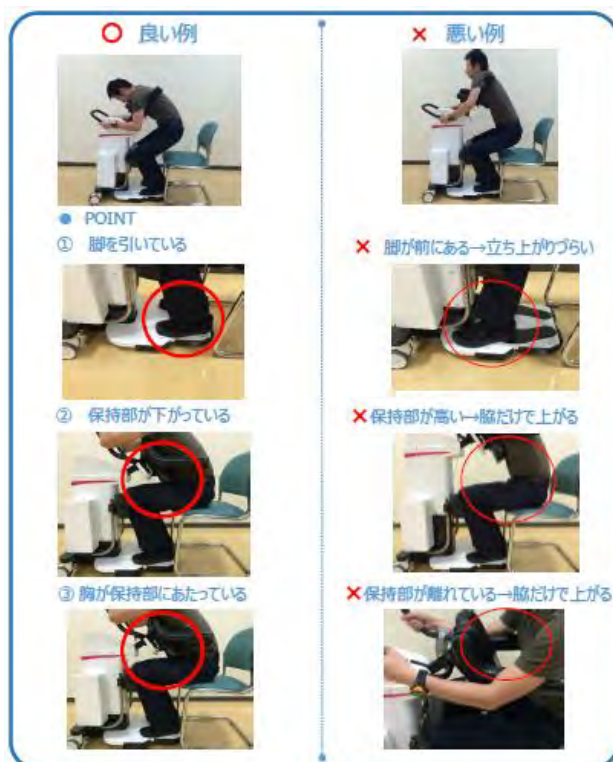 ○ 良い例
× 悪い例
● POINT
① 脚を引いている
× 脚が前にある→立ち上がりづらい
② 保持部が下がっている
×保持部が高い→脇だけで上がる
③ 胸が保持部にあたっている
×保持部が離れている→脇だけで上がる